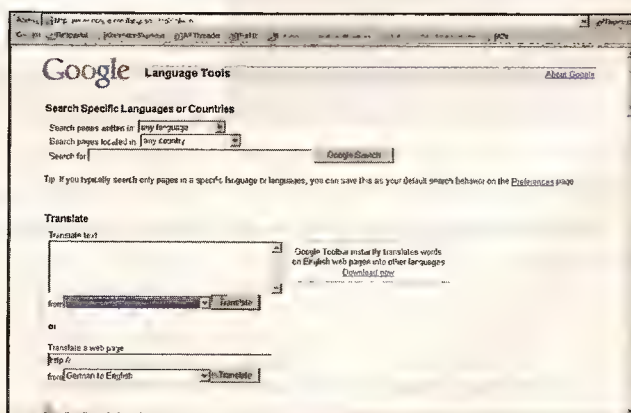 Google Language Tools
About Google
Search Specific Languages or Countries
Search pages written in any language
Search pages located in any country
Search for Google Search
Tip: If you typically search only pages in a specific language or languages, you can save this as your default search behavior on the Preferences page
Translate
Translate text
Google Toolbar instantly translates words
on English web pages into other languages
Download now
from Translate
or
Translate a web page
http://
from German to English Translate